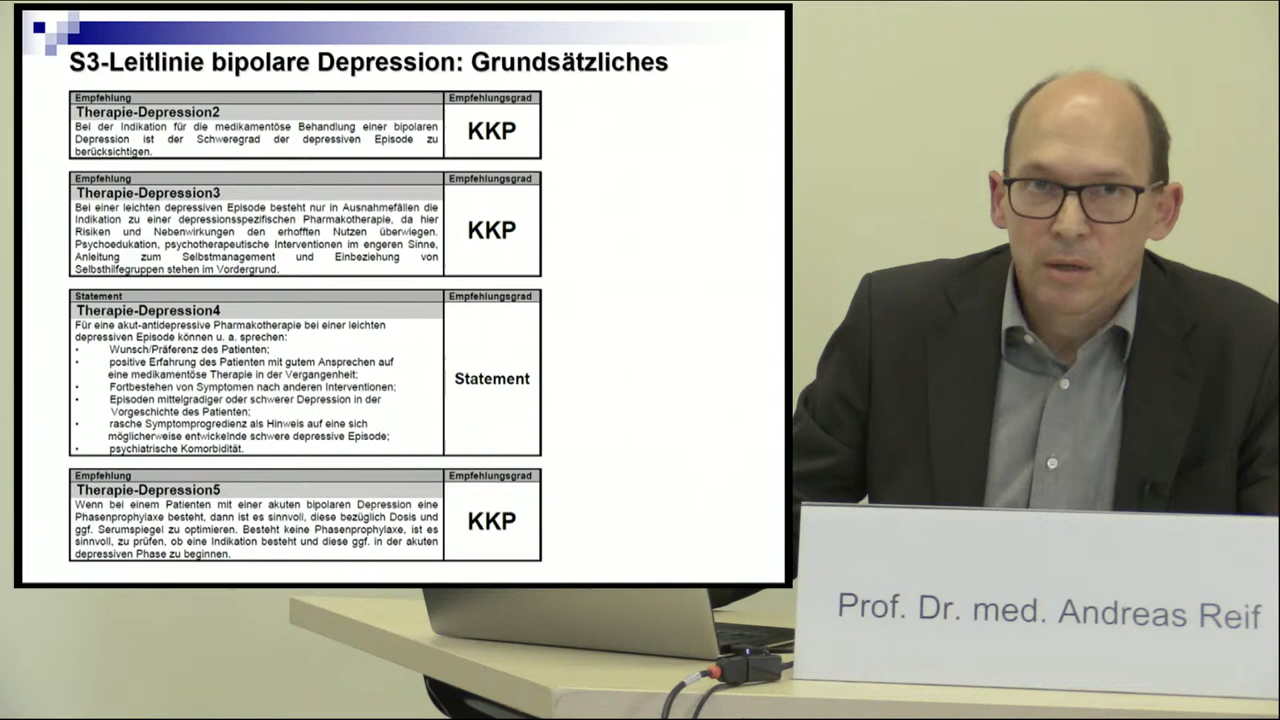 S3-Leitlinie bipolare Depression: Grundsätzliches
Empfehlung
Empfehlungsgrad
Therapie-Depression2
Bei der Indikation für die medikamentöse Behandlung einer bipolaren
Depression ist der Schweregrad der depressiven Episode zu
berücksichtigen.
KKP
Empfehlung
Empfehlungsgrad
Therapie-Depression3
Bei einer leichten depressiven Episode besteht nur in Ausnahmefällen die
Indikation zu einer depressionsspezifischen Pharmakotherapie, da hier
Risiken und Nebenwirkungen den erhofften Nutzen überwiegen.
Psychoedukation, psychotherapeutische Interventionen im engeren Sinne,
Anleitung zum Selbstmanagement und Einbeziehung von
Selbsthilfegruppen stehen im Vordergrund.
KKP
Statement
Empfehlungsgrad
Therapie-Depression4
Für eine akut-antidepressive Pharmakotherapie bei einer leichten
depressiven Episode können u. a. sprechen:
• Wunsch/Präferenz des Patienten;
• positive Erfahrung des Patienten mit gutem Ansprechen auf
eine medikamentöse Therapie in der Vergangenheit;
• Fortbestehen von Symptomen nach anderen Interventionen;
• Episoden mittelgradiger oder schwerer Depression in der
Vorgeschichte des Patienten;
• rasche Symptomprogredienz als Hinweis auf eine sich
möglicherweise entwickelnde schwere depressive Episode;
• psychiatrische Komorbidität.
Statement
Empfehlung
Empfehlungsgrad
Therapie-Depression5
Wenn bei einem Patienten mit einer akuten bipolaren Depression eine
Phasenprophylaxe besteht, dann ist es sinnvoll, diese bezüglich Dosis und
ggf. Serumspiegel zu optimieren. Besteht keine Phasenprophylaxe, ist es
sinnvoll, zu prüfen, ob eine Indikation besteht und diese ggf. in der akuten
depressiven Phase zu beginnen.
KKP
Prof. Dr. med. Andreas Reif